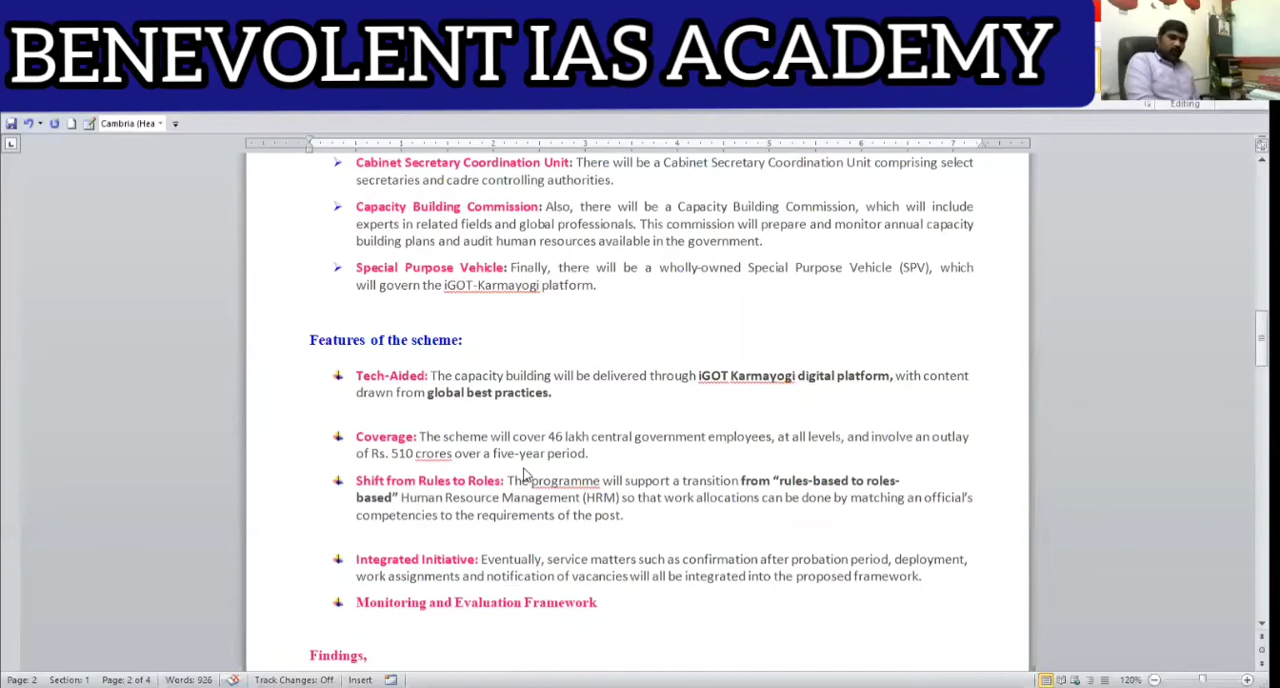 BENEVOLENT IAS ACADEMY
Editing
Cambria (Hea
1 2 3 4 5 6 7
Cabinet Secretary Coordination Unit: There will be a Cabinet Secretary Coordination Unit comprising select
secretaries and cadre controlling authorities.
Capacity Building Commission: Also, there will be a Capacity Building Commission, which will include
experts in related fields and global professionals. This commission will prepare and monitor annual capacity
building plans and audit human resources available in the government.
Special Purpose Vehicle: Finally, there will be a wholly-owned Special Purpose Vehicle (SPV), which
will govern the iGOT-Karmayogi platform.
Features of the scheme:
Tech-Aided: The capacity building will be delivered through iGOT Karmayogi digital platform, with content
drawn from global best practices.
Coverage: The scheme will cover 46 lakh central government employees, at all levels, and involve an outlay
of Rs. 510 crores over a five-year period.
Shift from Rules to Roles: The programme will support a transition from “rules-based to roles-
based” Human Resource Management (HRM) so that work allocations can be done by matching an official’s
competencies to the requirements of the post.
Integrated Initiative: Eventually, service matters such as confirmation after probation period, deployment,
work assignments and notification of vacancies will all be integrated into the proposed framework.
Monitoring and Evaluation Framework
Findings,
Page: 2 Section: 1 Page: 2 of 4 Words: 926 Track Changes: Off Insert 120%